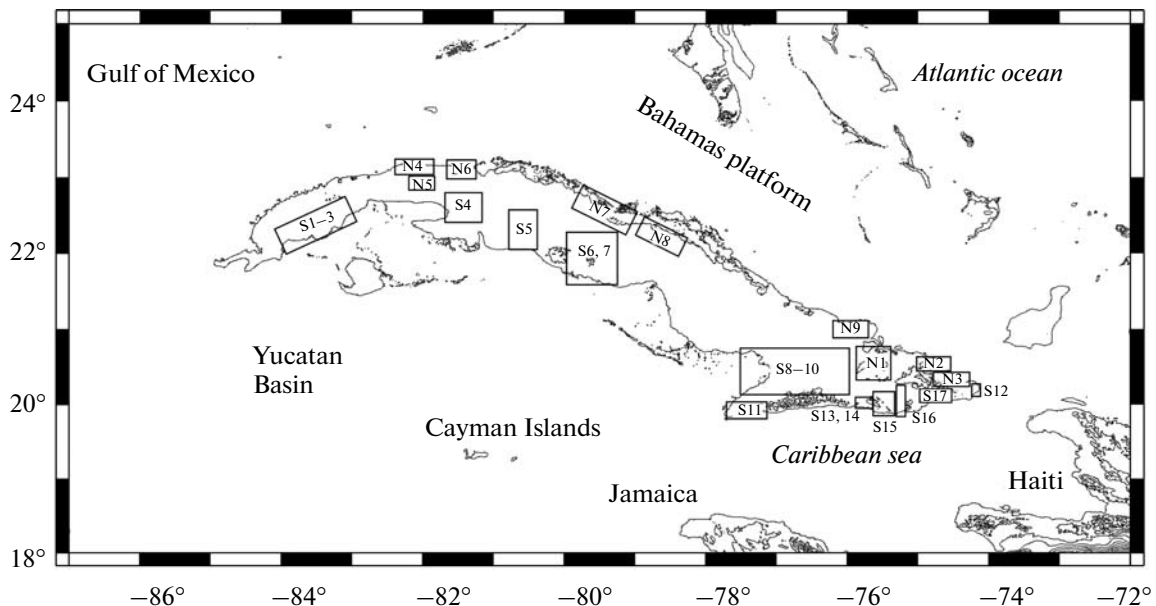 Gulf of Mexico
Atlantic ocean
24°
Bahamas platform
N4
N6
N5
S4
S1–3
N7
S5
N8
22°
S6, 7
N9
Yucatan
Basin
S8–10
N1
N2
N3
S12
S17
20°
S11
S13, 14
S16
S15
Cayman Islands
Caribbean sea
Jamaica
Haiti
18°
−86°
−84°
−82°
−80°
−78°
−76°
−74°
−72°